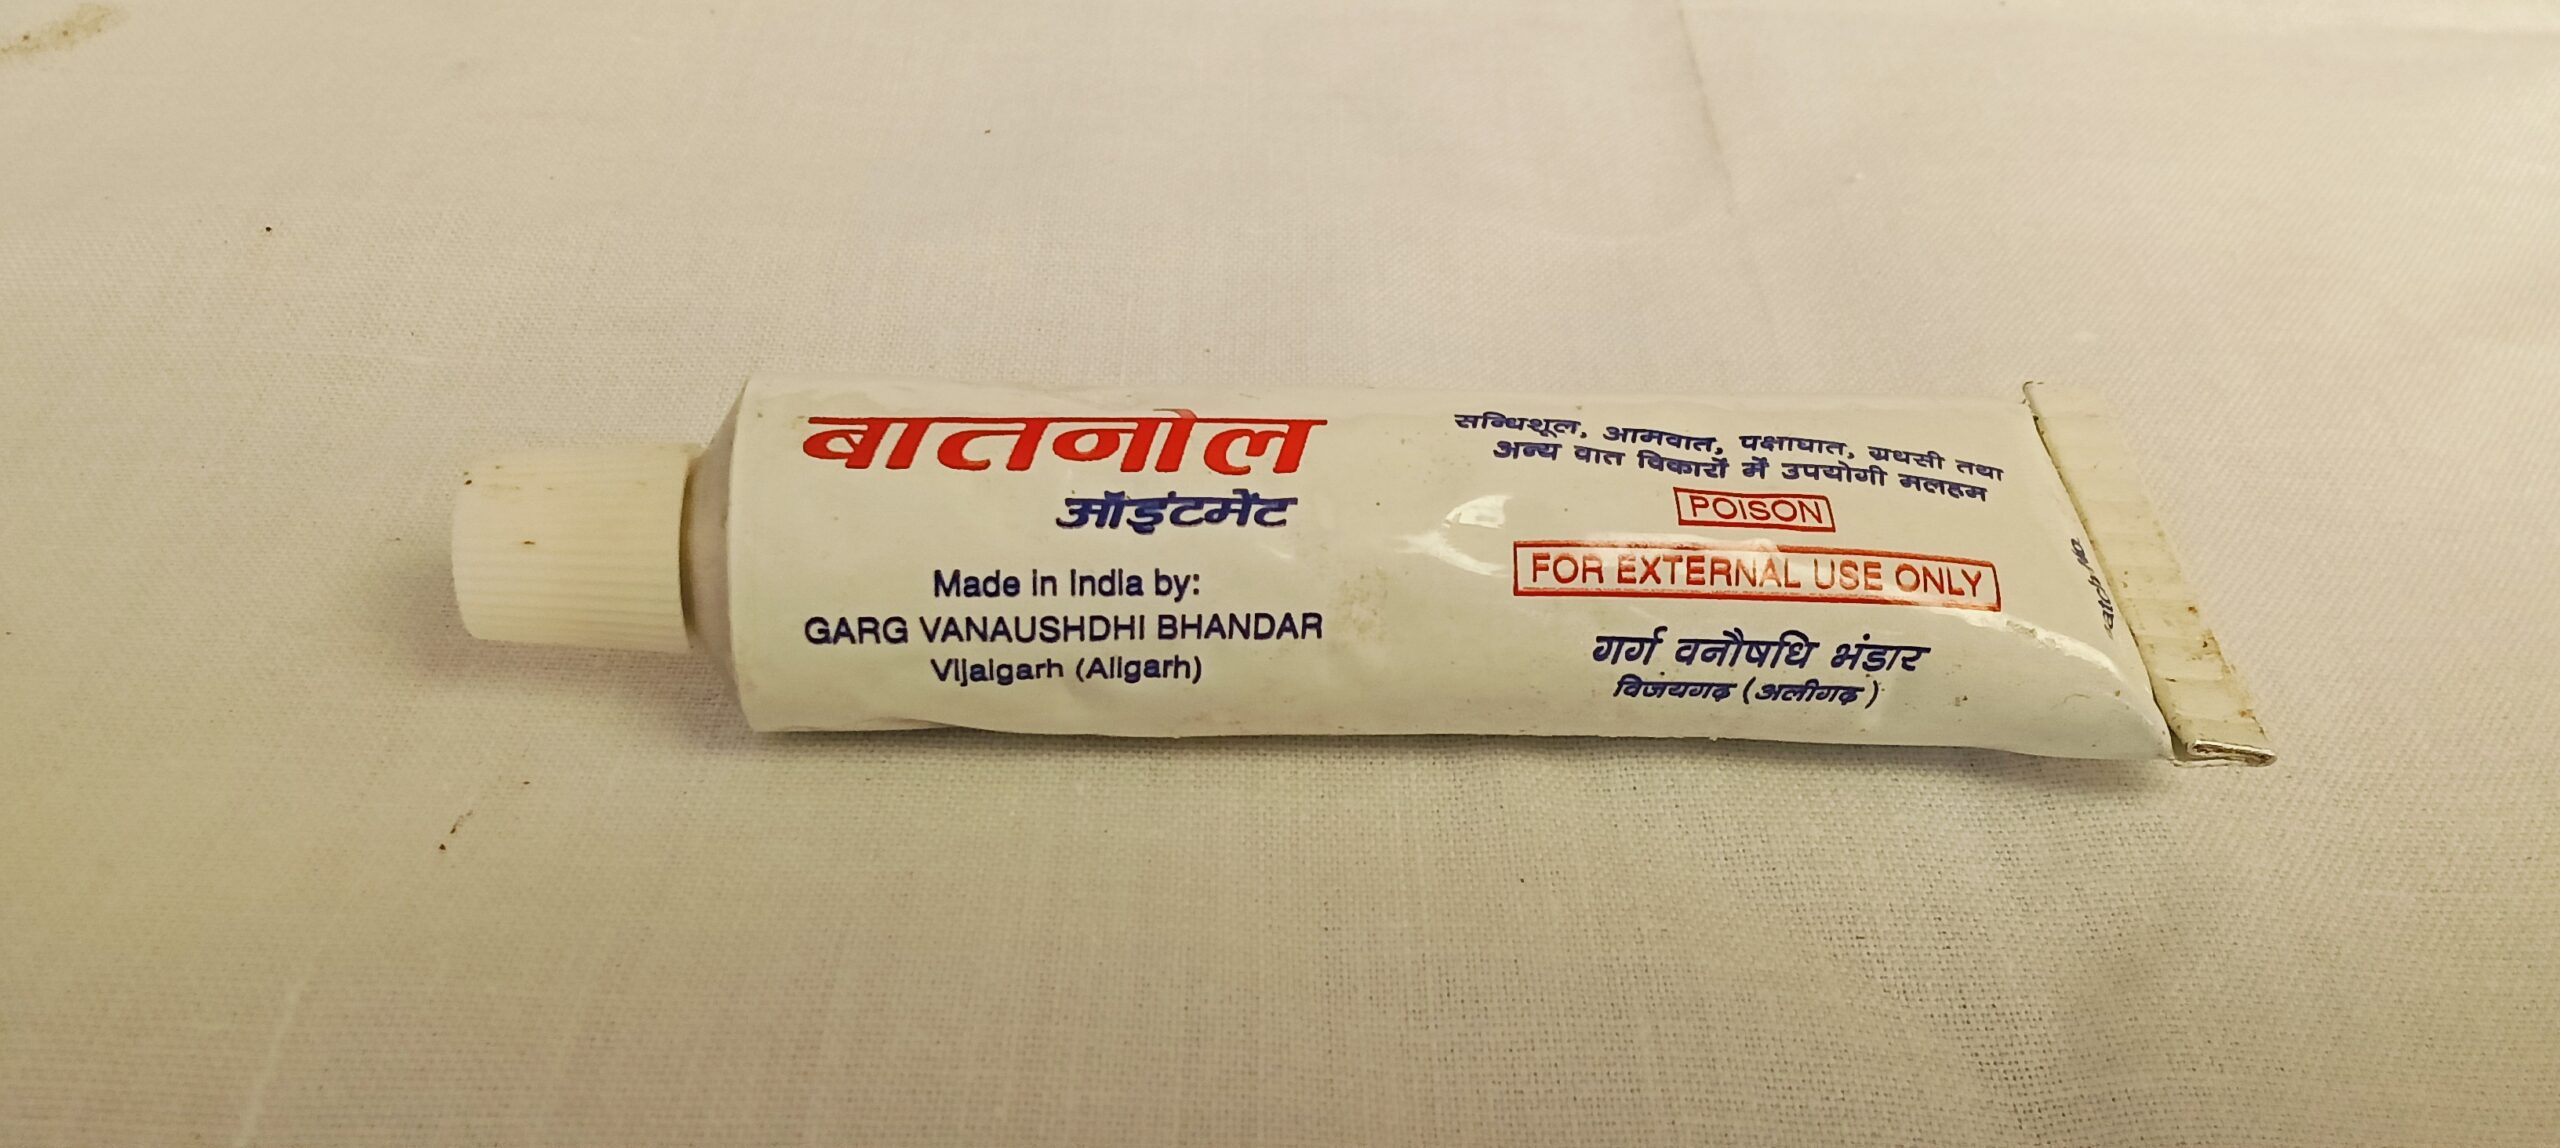 बातनोल
ऑइंटमेंट
Made in India by:
GARG VANAUSHDHI BHANDAR
Vijaigarh (Aligarh)
सन्धिशूल, आमवात, पक्षाघात, ग्रधसी तथा
अन्य वात विकारों में उपयोगी मलहम
POISON
FOR EXTERNAL USE ONLY
गर्ग वनौषधि भंड़ार
विजयगढ़ (अलीगढ़)